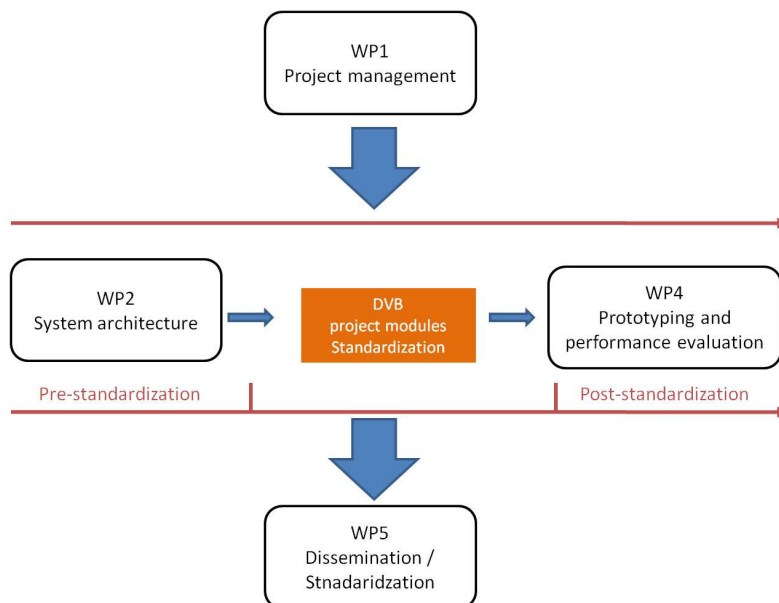 WP1
Project management
WP2
System architecture
DVB
project modules
Standardization
WP4
Prototyping and
performance evaluation
Pre-standardization
Post-standardization
WP5
Dissemination /
Stnadaridzation